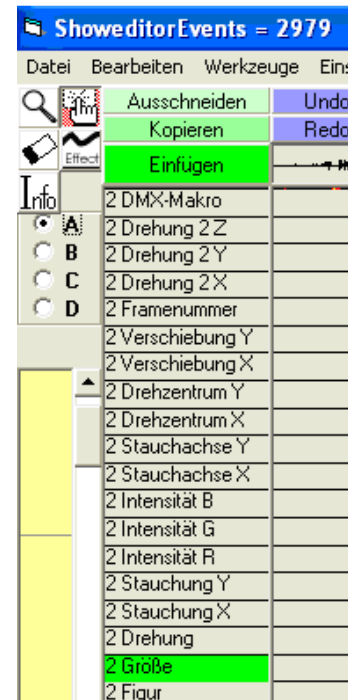 ShoweditorEvents = 2979
Datei Bearbeiten Werkzeuge Eins
Ausschneiden Undo
Kopieren Redo
Effect
Einfügen
Info
A
B
C
D
2 DMX-Makro
2 Drehung 2 Z
2 Drehung 2 Y
2 Drehung 2 X
2 Framenummer
2 Verschiebung Y
2 Verschiebung X
2 Drehzentrum Y
2 Drehzentrum X
2 Stauchachse Y
2 Stauchachse X
2 Intensität B
2 Intensität G
2 Intensität R
2 Stauchung Y
2 Stauchung X
2 Drehung
2 Größe
2 Figur